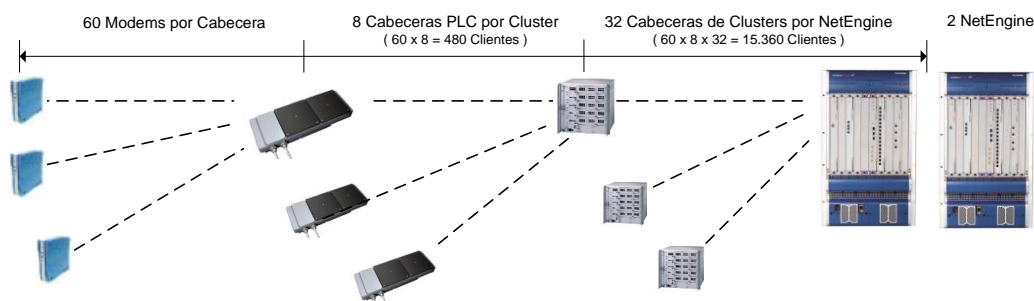 60 Modems por Cabecera
8 Cabeceras PLC por Cluster
( 60 x 8 = 480 Clientes )
32 Cabeceras de Clusters por NetEngine
( 60 x 8 x 32 = 15.360 Clientes )
2 NetEngine